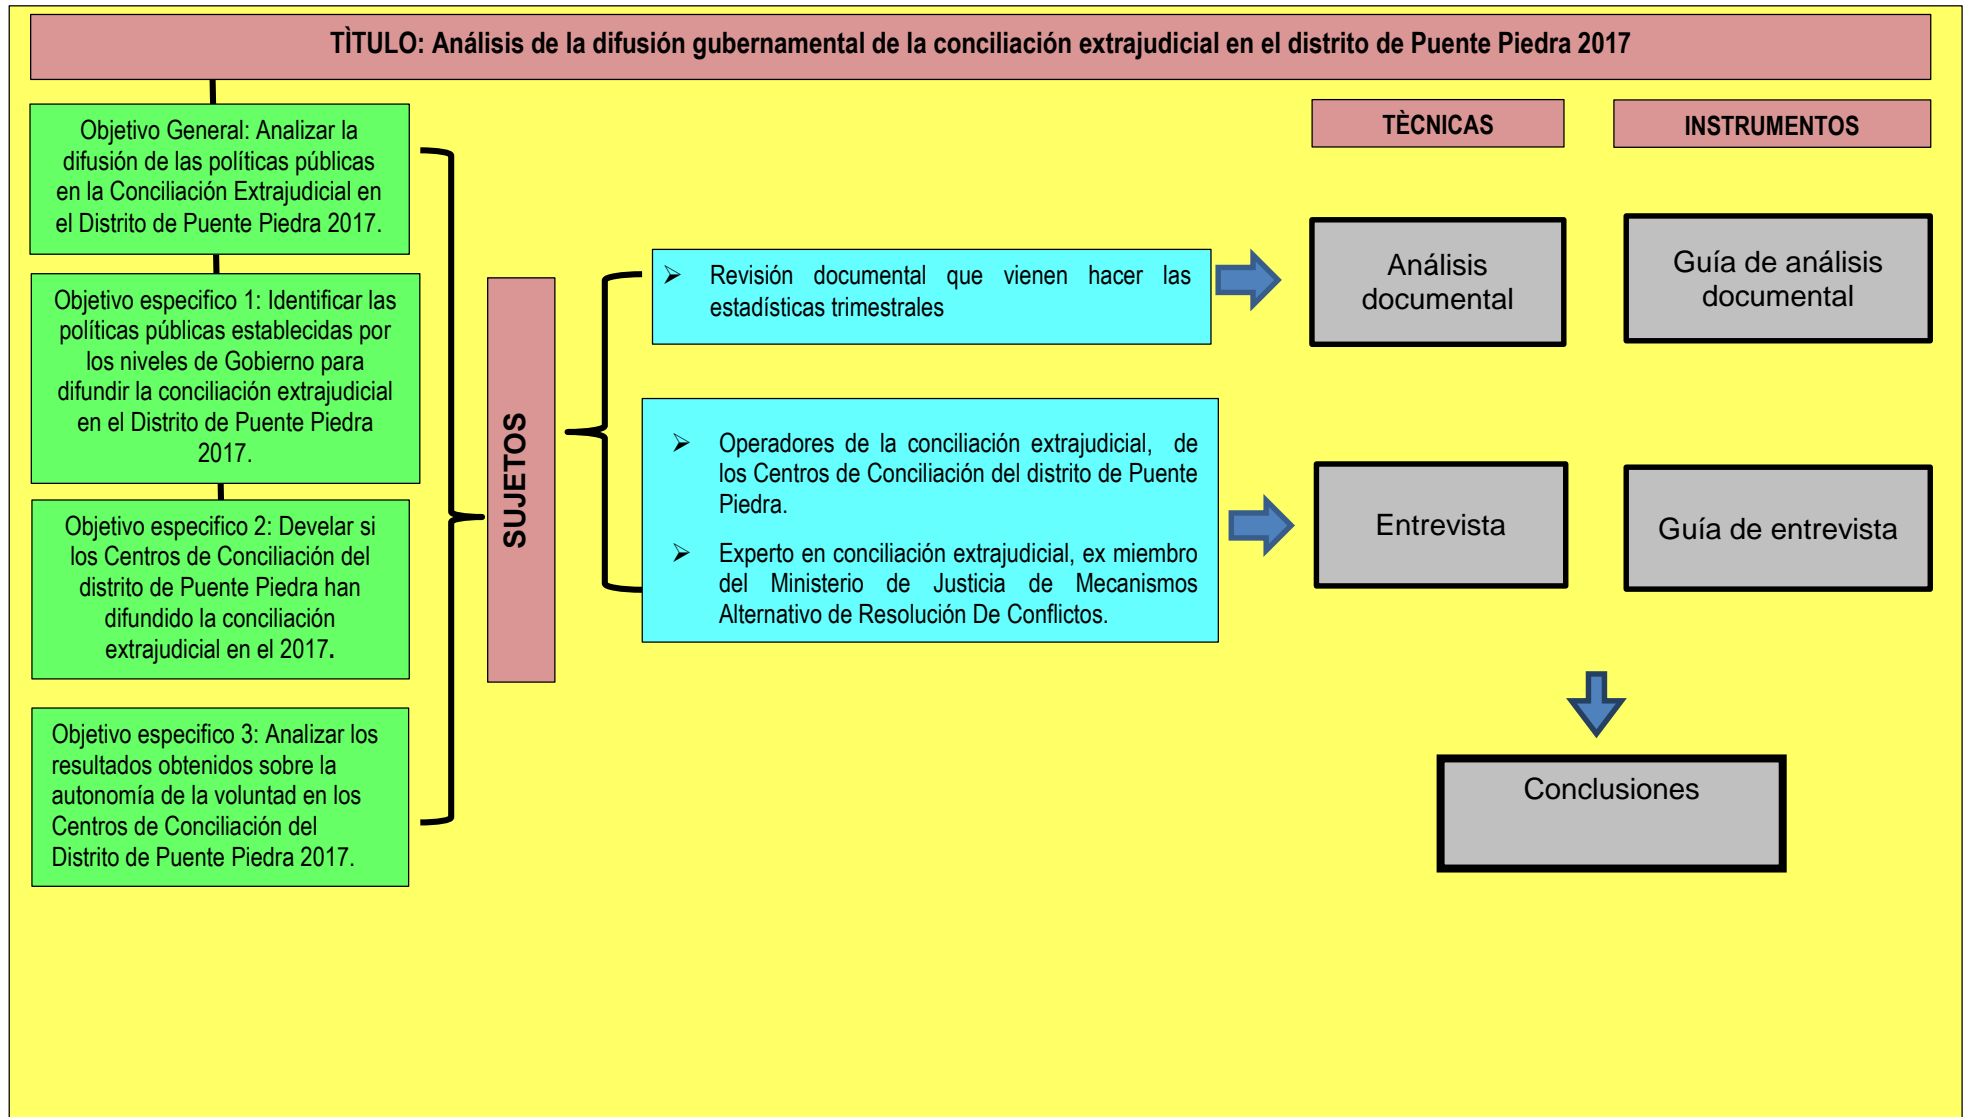 TÌTULO: Análisis de la difusión gubernamental de la conciliación extrajudicial en el distrito de Puente Piedra 2017
Objetivo General: Analizar la
difusión de las políticas públicas
en la Conciliación Extrajudicial en
el Distrito de Puente Piedra 2017.
Objetivo especifico 1: Identificar las
políticas públicas establecidas por
los niveles de Gobierno para
difundir la conciliación extrajudicial
en el Distrito de Puente Piedra
2017.
Objetivo especifico 2: Develar si
los Centros de Conciliación del
distrito de Puente Piedra han
difundido la conciliación
extrajudicial en el 2017.
Objetivo especifico 3: Analizar los
resultados obtenidos sobre la
autonomía de la voluntad en los
Centros de Conciliación del
Distrito de Puente Piedra 2017.
SUJETOS
➢ Revisión documental que vienen hacer las
estadísticas trimestrales
➢ Operadores de la conciliación extrajudicial, de
los Centros de Conciliación del distrito de Puente
Piedra.
➢ Experto en conciliación extrajudicial, ex miembro
del Ministerio de Justicia de Mecanismos
Alternativo de Resolución De Conflictos.
TÈCNICAS
Análisis
documental
Entrevista
INSTRUMENTOS
Guía de análisis
documental
Guía de entrevista
Conclusiones